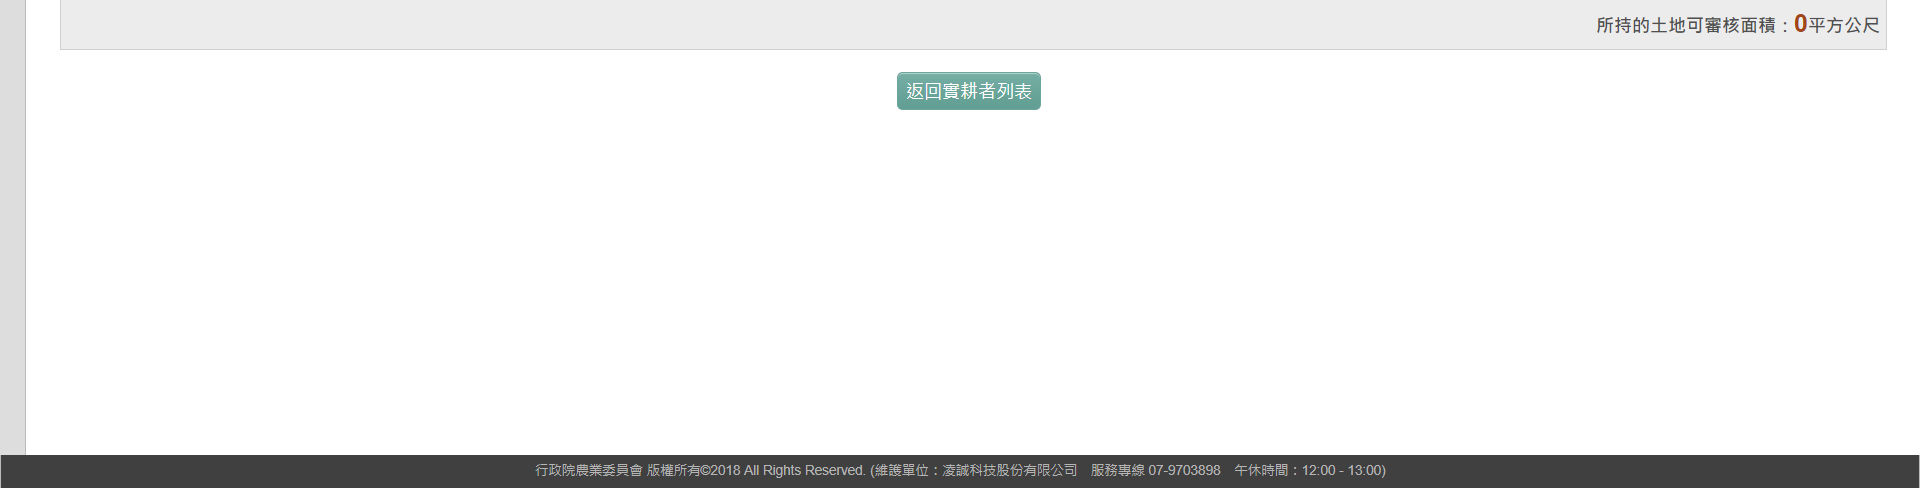 所持的土地可審核面積：0平方公尺
返回實耕者列表
行政院農業委員會 版權所有©2018 All Rights Reserved. (維護單位：凌誠科技股份有限公司　服務專線 07-9703898　午休時間：12:00 - 13:00)